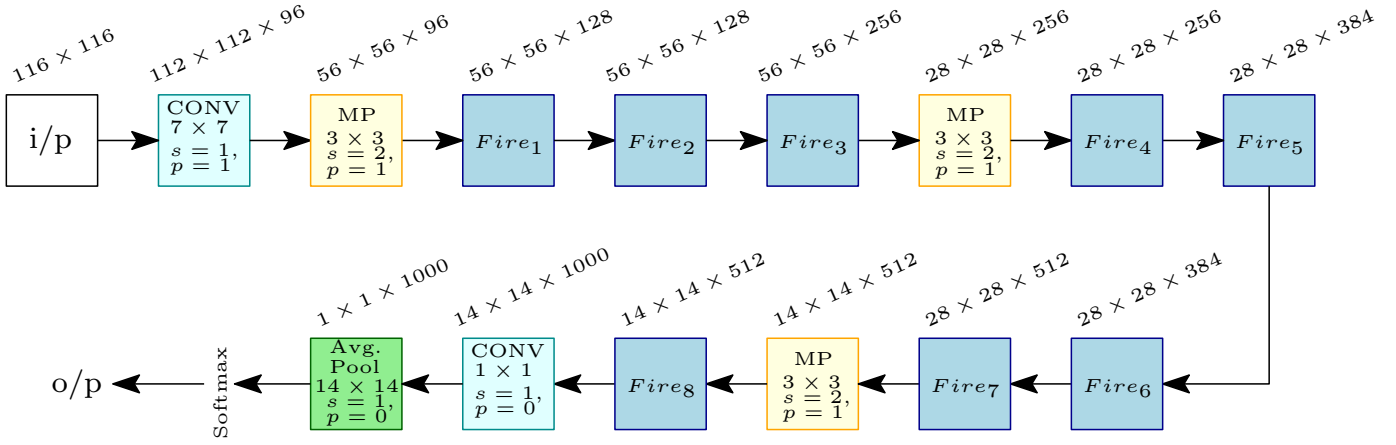 116 × 116
112 × 112 × 96
56 × 56 × 96
56 × 56 × 128
56 × 56 × 128
56 × 56 × 256
28 × 28 × 256
28 × 28 × 256
28 × 28 × 384
i/p
CONV
7 × 7
s = 1,
p = 1
MP
3 × 3
s = 2,
p = 1
Fire₁
Fire₂
Fire₃
MP
3 × 3
s = 2,
p = 1
Fire₄
Fire₅
1 × 1 × 1000
14 × 14 × 1000
14 × 14 × 512
14 × 14 × 512
28 × 28 × 512
28 × 28 × 384
o/p
Softmax
Avg.
Pool
14 × 14
s = 1,
p = 0
CONV
1 × 1
s = 1,
p = 0
Fire₈
MP
3 × 3
s = 2,
p = 1
Fire₇
Fire₆